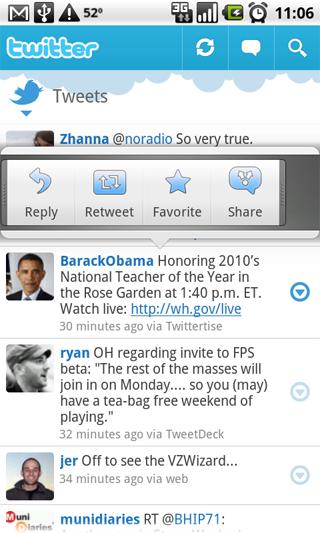 52° 3G 11:06
twitter
Tweets
Zhanna @noradio So very true.
Reply Retweet Favorite Share
BarackObama Honoring 2010's
National Teacher of the Year in
the Rose Garden at 1:40 p.m. ET.
Watch live: http://wh.gov/live
30 minutes ago via Twittertise
ryan OH regarding invite to FPS
beta: "The rest of the masses will
join in on Monday.... so you (may)
have a tea-bag free weekend of
playing."
32 minutes ago via TweetDeck
jer Off to see the VZWizard...
34 minutes ago via web
Muni
Diaries
munidiaries RT @BHIP71: